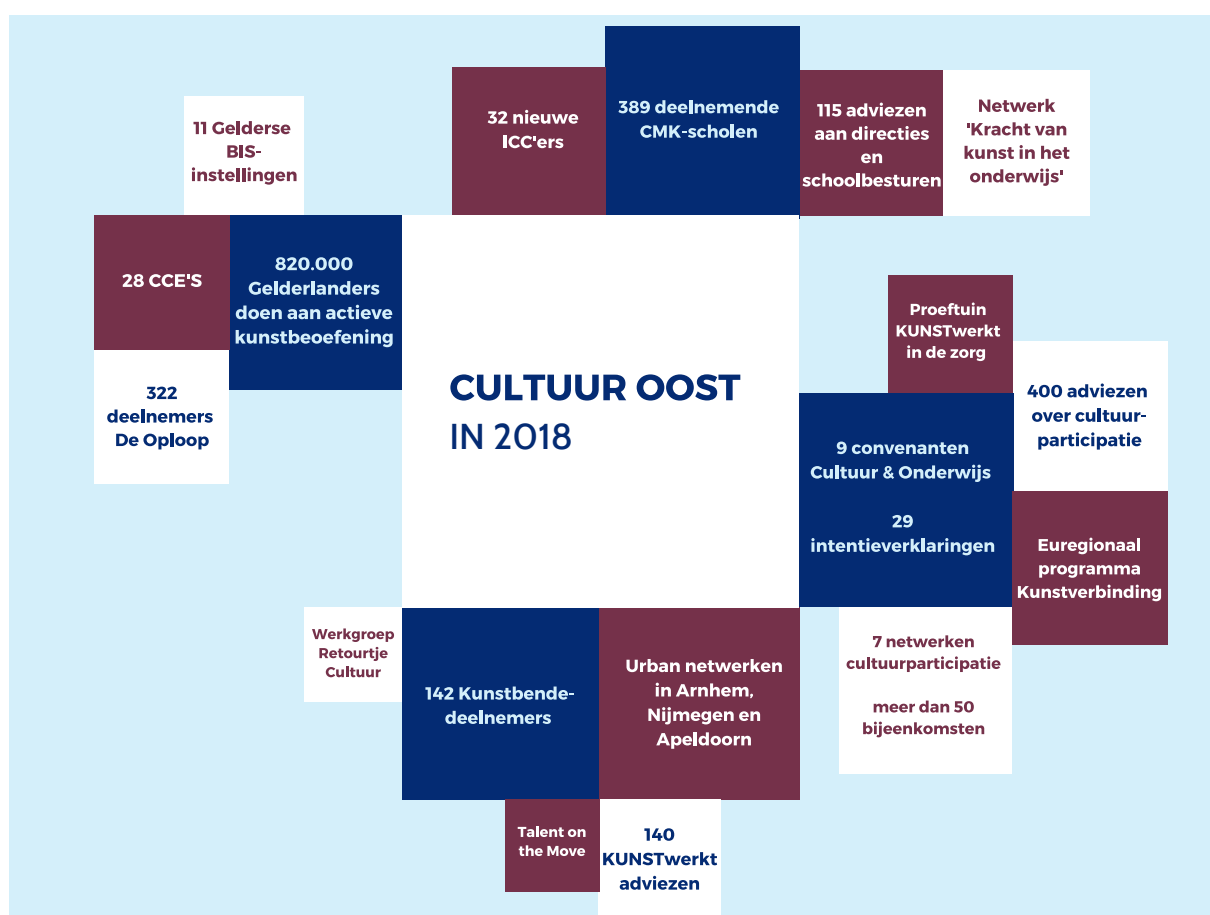 32 nieuwe
ICC'ers
389 deelnemende
CMK-scholen
115 adviezen
aan directies
en
schoolbesturen
Netwerk
'Kracht van
kunst in het
onderwijs'
11 Gelderse
BIS-
instellingen
28 CCE'S
820.000
Gelderlanders
doen aan actieve
kunstbeoefening
322
deelnemers
De Oploop
CULTUUR OOST
IN 2018
Proeftuin
KUNSTwerkt
in de zorg
400 adviezen
over cultuur-
participatie
9 convenanten
Cultuur & Onderwijs
29
intentieverklaringen
Euregionaal
programma
Kunstverbinding
7 netwerken
cultuurparticipatie
meer dan 50
bijeenkomsten
Werkgroep
Retourtje
Cultuur
142 Kunstbende-
deelnemers
Urban netwerken
in Arnhem,
Nijmegen en
Apeldoorn
Talent on
the Move
140
KUNSTwerkt
adviezen